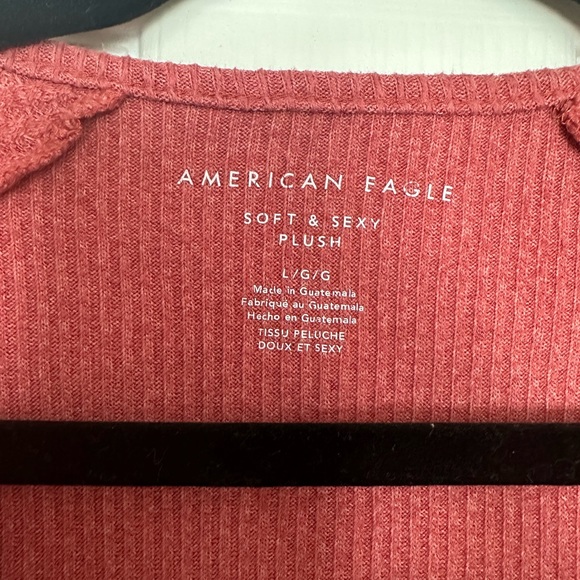 AMERICAN EAGLE
SOFT & SEXY
PLUSH
L/G/G
Made in Guatemala
Fabriqué au Guatemala
Hecho en Guatemala
TISSU PELUCHE
DOUX ET SEXY